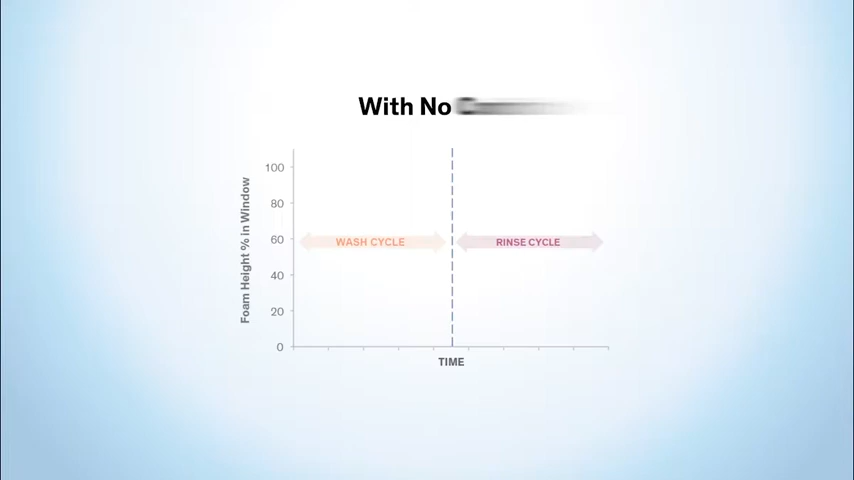 With No
100
80
60
40
20
0
Foam Height % in Window
WASH CYCLE
RINSE CYCLE
TIME